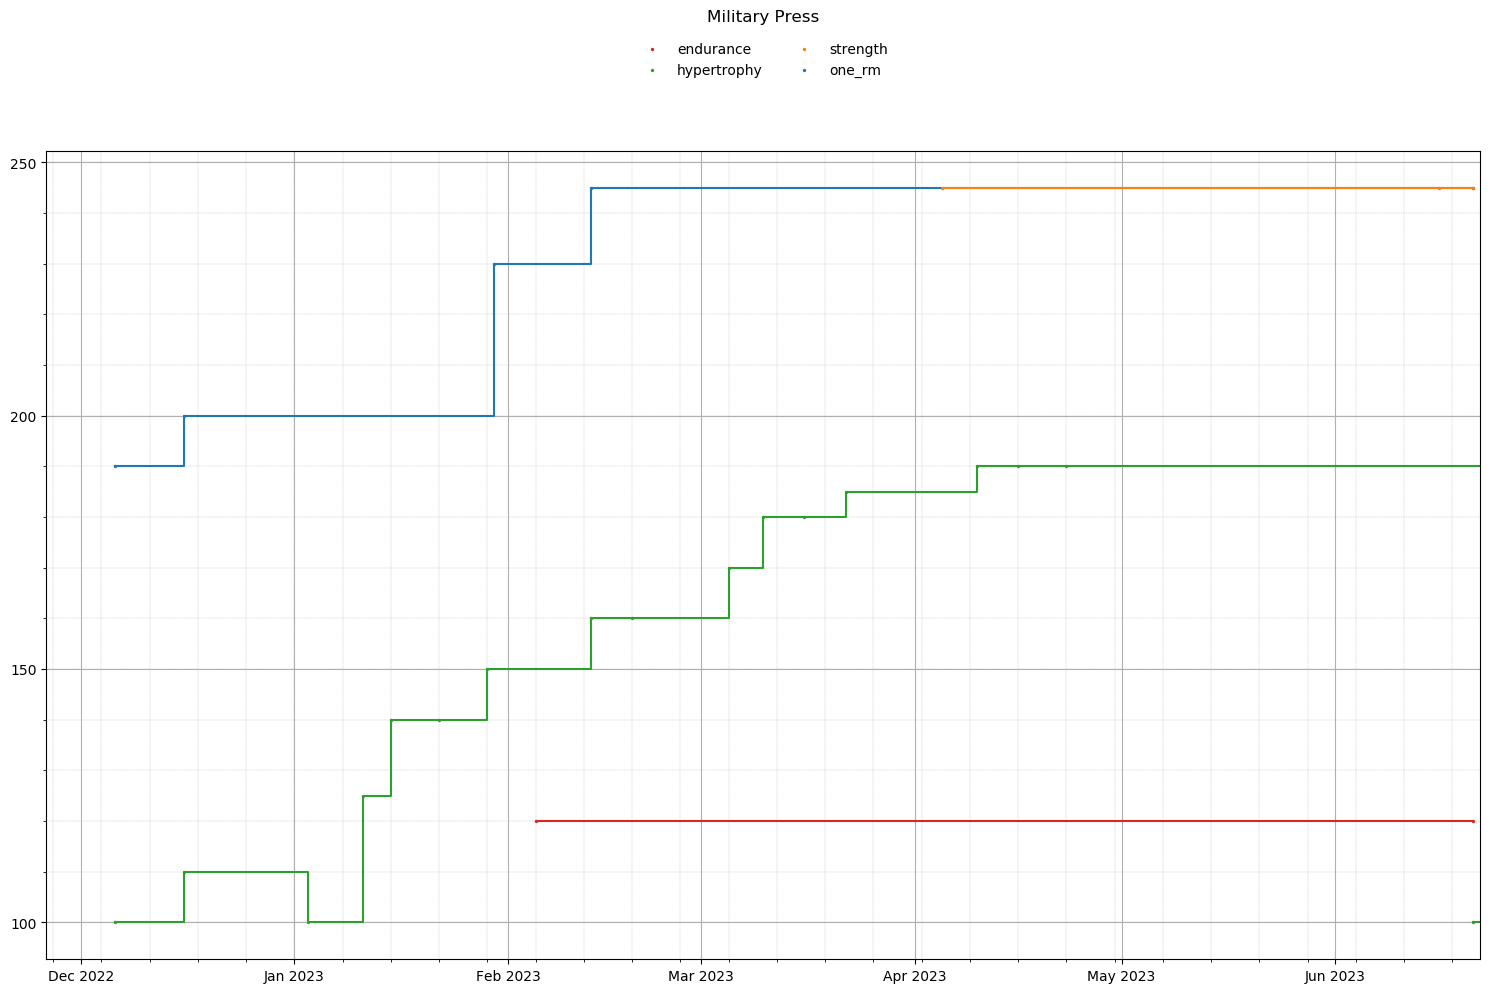 Military Press
endurance strength
hypertrophy one_rm
250
200
150
100
Dec 2022 Jan 2023 Feb 2023 Mar 2023 Apr 2023 May 2023 Jun 2023